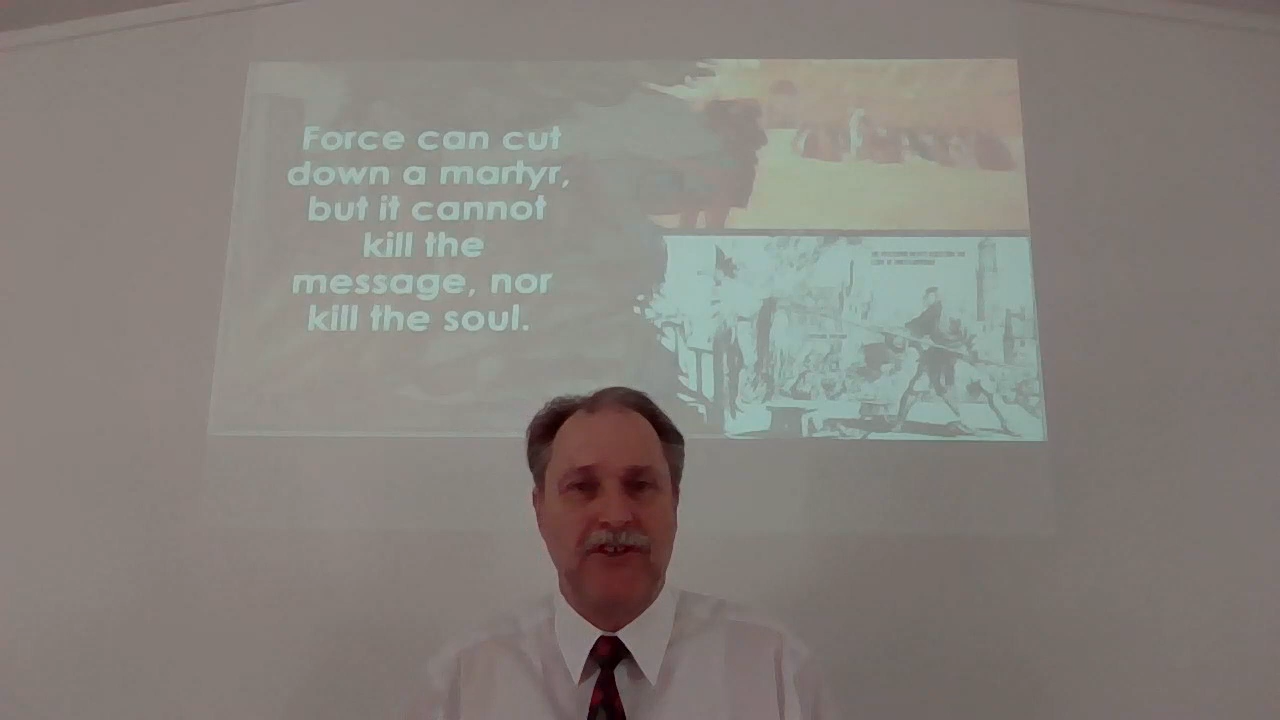 Force can cut
down a martyr,
but it cannot
kill the
message, nor
kill the soul.